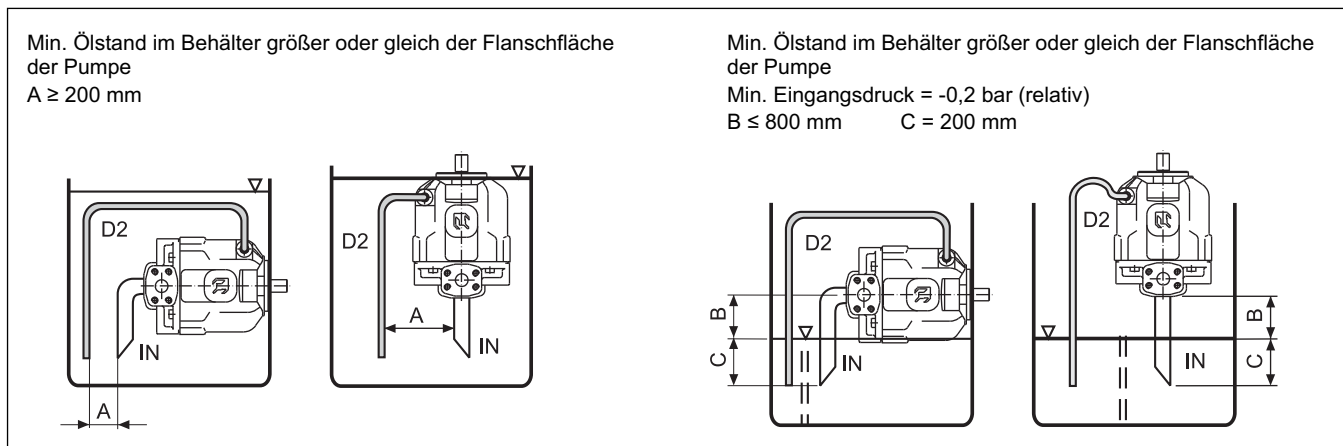 Min. Ölstand im Behälter größer oder gleich der Flanschfläche
der Pumpe
A ≥ 200 mm
Min. Ölstand im Behälter größer oder gleich der Flanschfläche
der Pumpe
Min. Eingangsdruck = -0,2 bar (relativ)
B ≤ 800 mm C = 200 mm
D2
IN
A
D2
A
IN
D2
B
C
IN
D2
B
C
IN